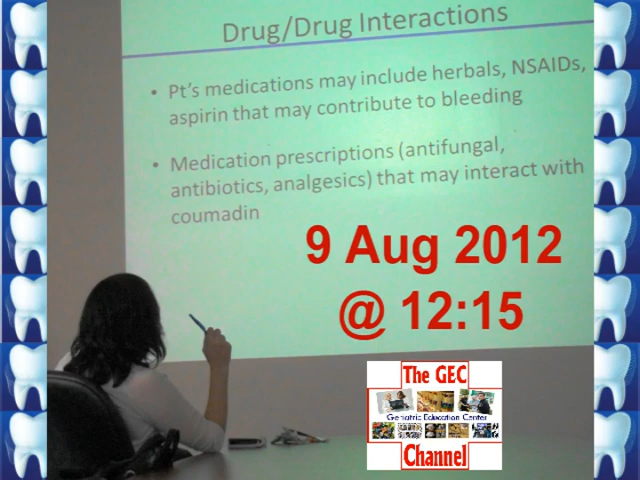 Drug/Drug Interactions
• Pt's medications may include herbals, NSAIDs,
aspirin that may contribute to bleeding
• Medication prescriptions (antifungal,
antibiotics, analgesics) that may interact with
coumadin
9 Aug 2012
@ 12:15
The GEC
Geriatric Education Center
Channel